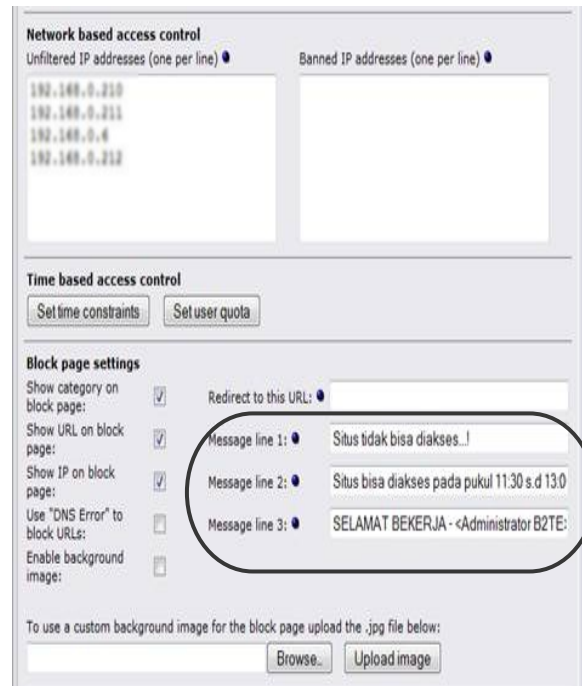 Network based access control
Unfiltered IP addresses (one per line) Banned IP addresses (one per line)
192.168.0.210
192.168.0.211
192.168.0.6
192.168.0.212
Time based access control
Set time constraints Set user quota
Block page settings
Show category on block page: Redirect to this URL:
Show URL on block page: Message line 1: Situs tidak bisa diakses...!
Show IP on block page: Message line 2: Situs bisa diakses pada pukul 11:30 s.d 13:0
Use "DNS Error" to block URLs: Message line 3: SELAMAT BEKERJA - <Administrator B2TE
Enable background image:
To use a custom background image for the block page upload the .jpg file below:
Browse.. Upload image